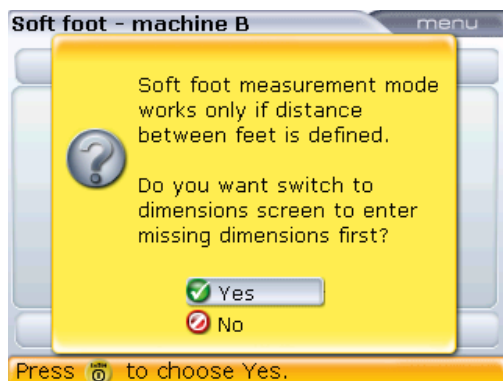 Soft foot - machine B menu
Soft foot measurement mode
works only if distance
between feet is defined.
Do you want switch to
dimensions screen to enter
missing dimensions first?
Yes
No
Press to choose Yes.